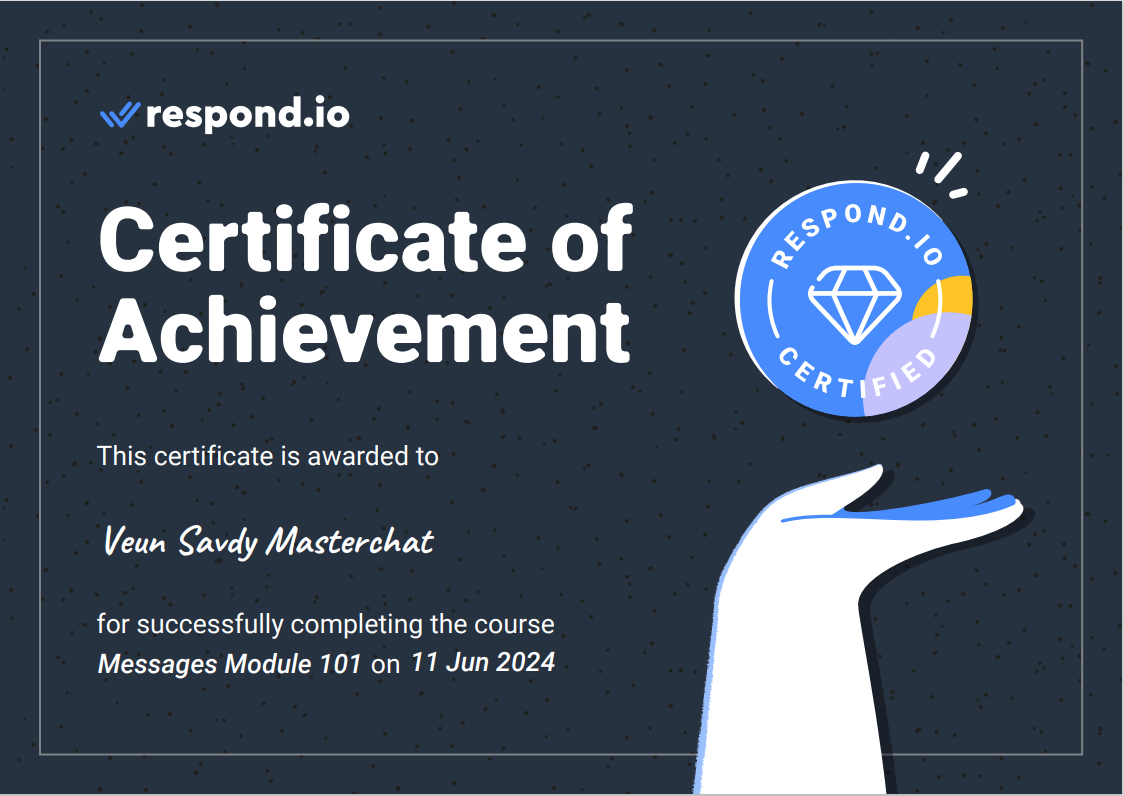 respond.io
Certificate of
Achievement
RESPOND.IO
CERTIFIED
This certificate is awarded to
Veun Savdy Masterchat
for successfully completing the course
Messages Module 101 on 11 Jun 2024